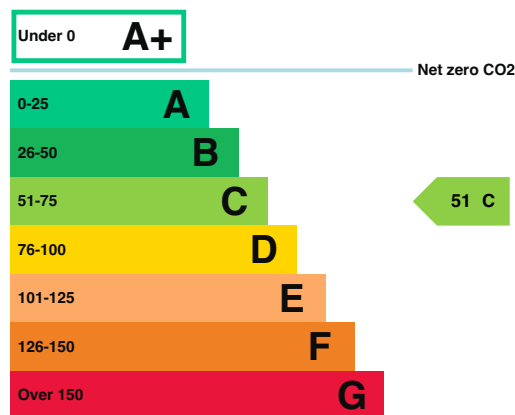 Under 0 A+
Net zero CO2
0-25 A
26-50 B
51-75 C
51 C
76-100 D
101-125 E
126-150 F
Over 150 G